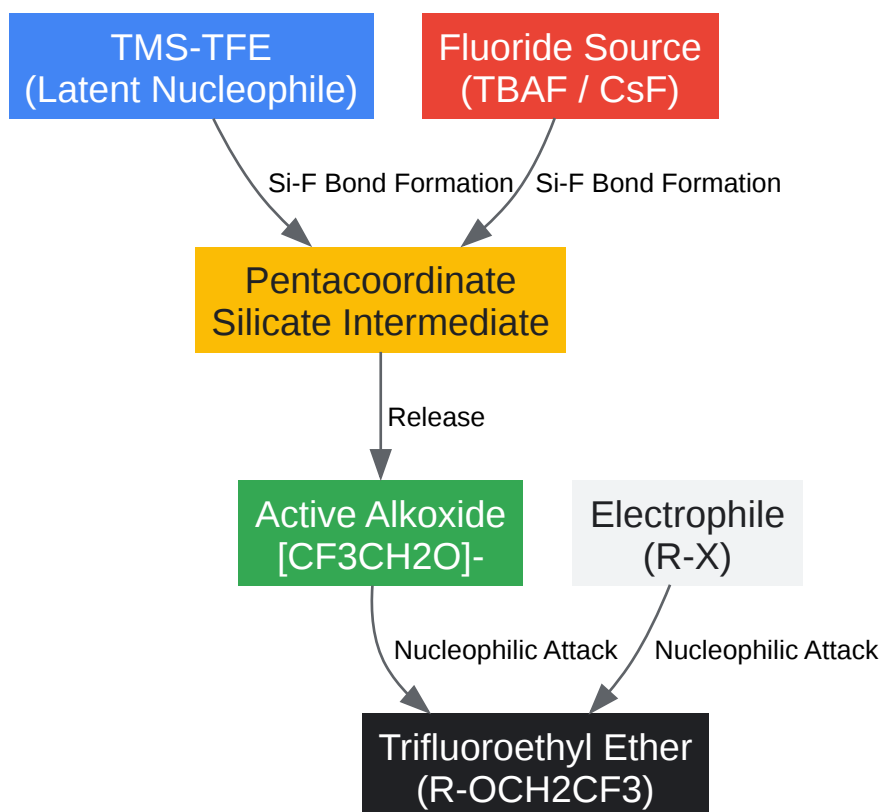 TMS-TFE
(Latent Nucleophile)
Fluoride Source
(TBAF / CsF)
Si-F Bond Formation
Si-F Bond Formation
Pentacoordinate
Silicate Intermediate
Release
Active Alkoxide
[CF3CH2O]-
Electrophile
(R-X)
Nucleophilic Attack
Nucleophilic Attack
Trifluoroethyl Ether
(R-OCH2CF3)